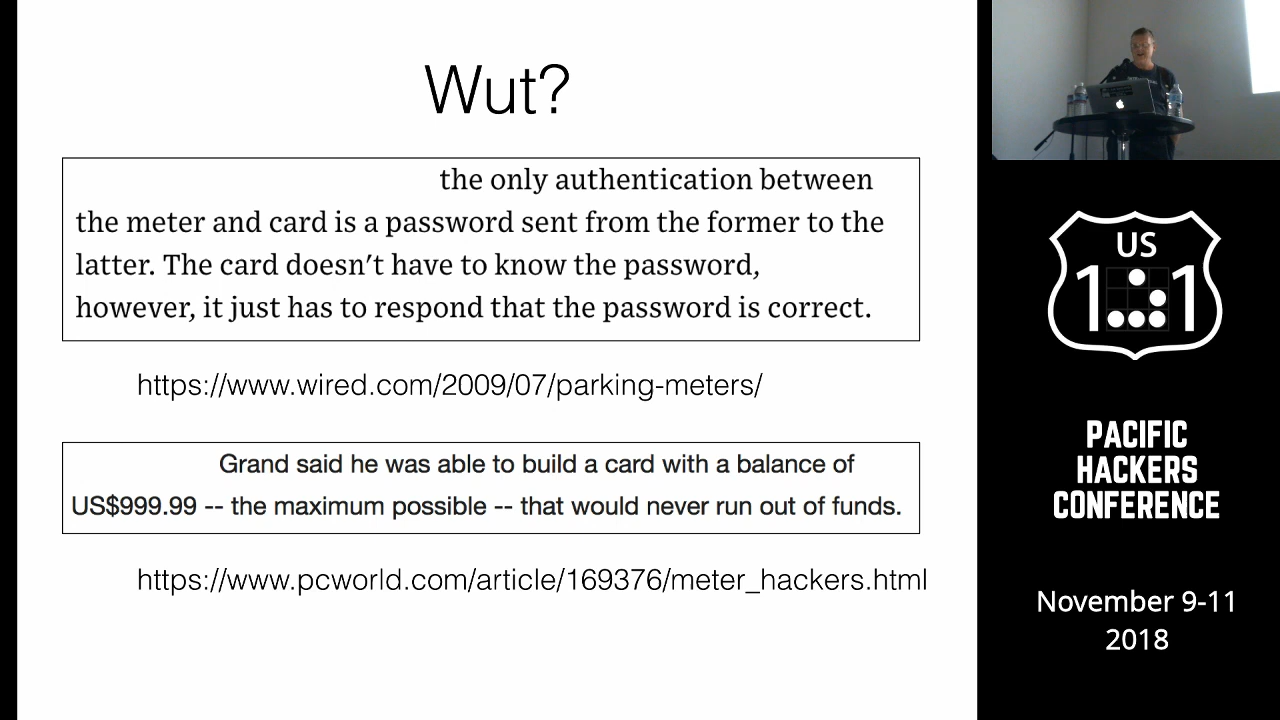 Wut?
the only authentication between
the meter and card is a password sent from the former to the
latter. The card doesn't have to know the password,
however, it just has to respond that the password is correct.
https://www.wired.com/2009/07/parking-meters/
Grand said he was able to build a card with a balance of
US$999.99 -- the maximum possible -- that would never run out of funds.
https://www.pcworld.com/article/169376/meter_hackers.html
US
1 1
PACIFIC
HACKERS
CONFERENCE
November 9-11
2018